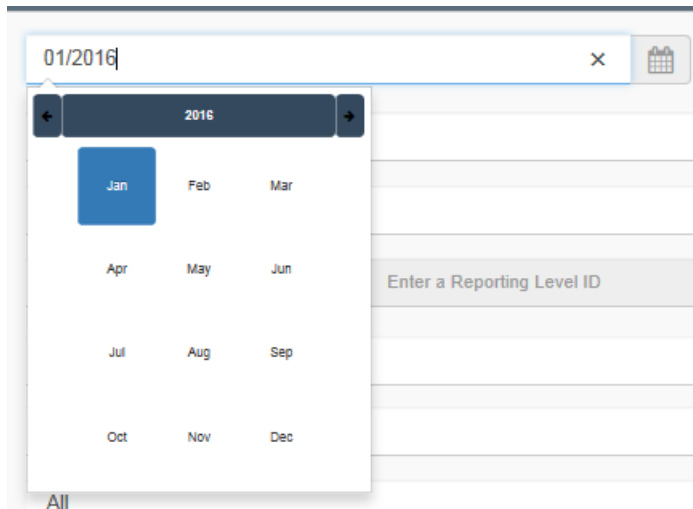 01/2016 ×
2016
Jan Feb Mar
Apr May Jun
Enter a Reporting Level ID
Jul Aug Sep
Oct Nov Dec
All